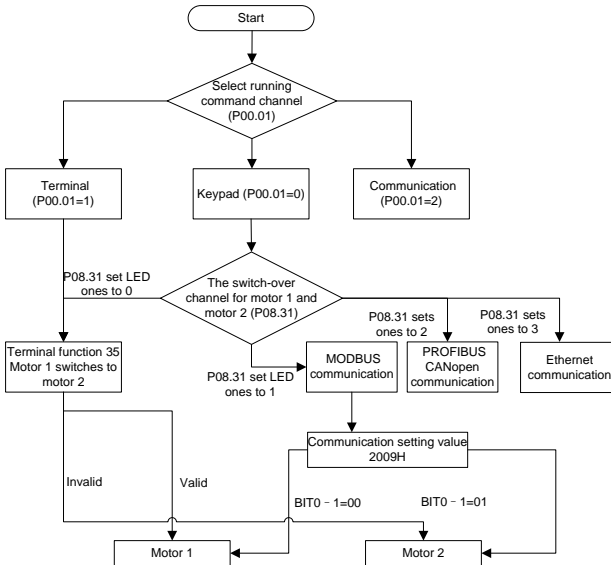 Start
Select running
command channel
(P00.01)
Terminal
(P00.01=1)
Keypad (P00.01=0)
Communication
(P00.01=2)
P08.31 set LED
ones to 0
The switch-over
channel for motor 1 and
motor 2 (P08.31)
P08.31 sets
ones to 2
P08.31 sets
ones to 3
Terminal function 35
Motor 1 switches to
motor 2
P08.31 set LED
ones to 1
MODBUS
communication
PROFIBUS
CANopen
communication
Ethernet
communication
Communication setting value
2009H
Invalid
Valid
BIT0－1=00
BIT0－1=01
Motor 1
Motor 2